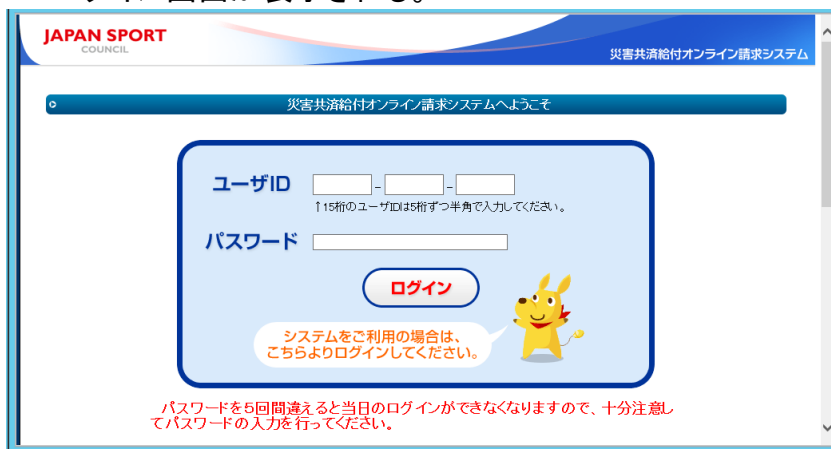 JAPAN SPORT
COUNCIL
災害共済給付オンライン請求システム
災害共済給付オンライン請求システムへようこそ
ユーザID - -
↑15桁のユーザIDは5桁ずつ半角で入力してください。
パスワード
ログイン
システムをご利用の場合は、
こちらよりログインしてください。
パスワードを5回間違えると当日のログインができなくなりますので、十分注意し
てパスワードの入力を行ってください。